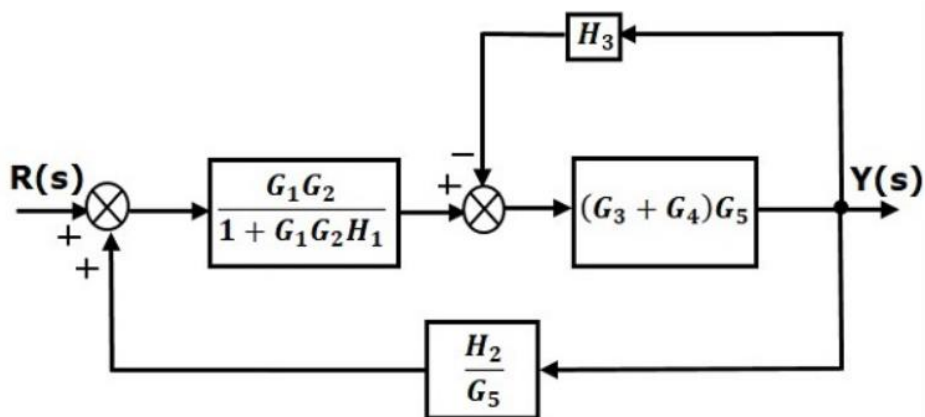 H₃
R(s)
+
+
G₁G₂
1 + G₁G₂H₁
−
+
(G₃ + G₄)G₅
Y(s)
H₂
G₅